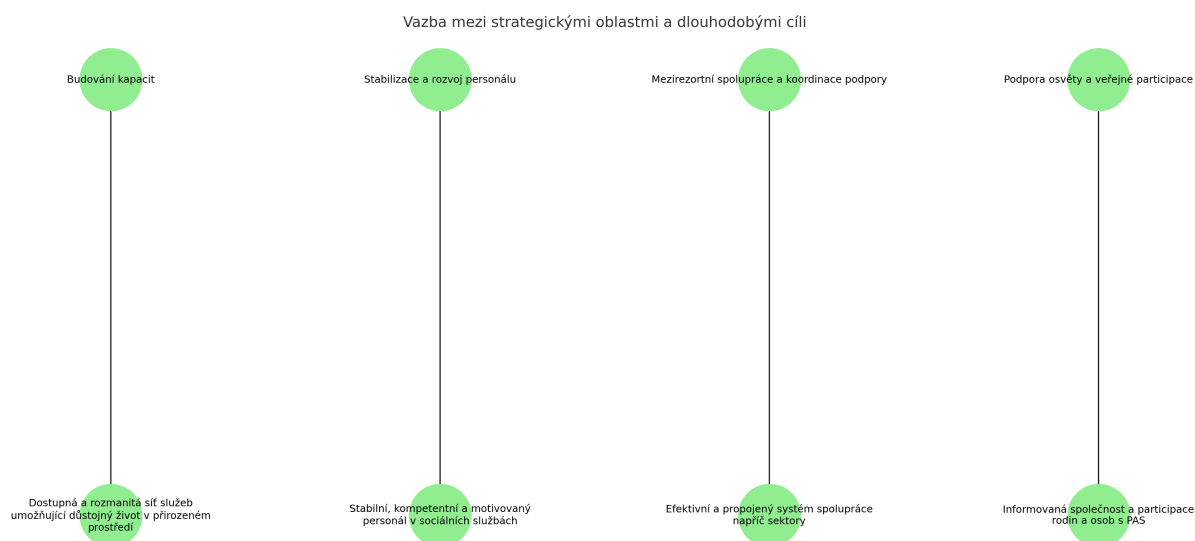 Vazba mezi strategickými oblastmi a dlouhodobými cíli
Budování kapacit
Stabilizace a rozvoj personálu
Mezirezortní spolupráce a koordinace podpory
Podpora osvěty a veřejné participace
Dostupná a rozmanitá síť služeb
umožňující důstojný život v přirozeném
prostředí
Stabilní, kompetentní a motivovaný
personál v sociálních službách
Efektivní a propojený systém spolupráce
napříč sektory
Informovaná společnost a participace
rodin a osob s PAS